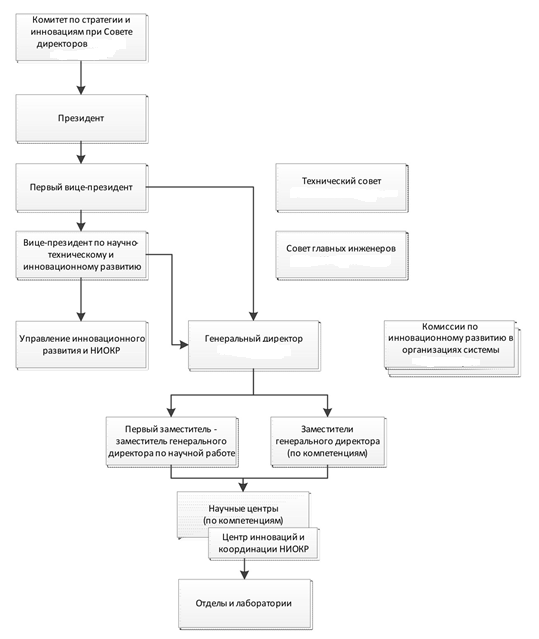 Комитет по стратегии и
инновациям при Совете
директоров
Президент
Первый вице-президент
Технический совет
Вице-президент по научно-
техническому и
инновационному развитию
Совет главных инженеров
Управление инновационного
развития и НИОКР
Генеральный директор
Комиссии по
инновационному развитию в
организациях системы
Первый заместитель -
заместитель генерального
директора по научной работе
Заместители
генерального директора
(по компетенциям)
Научные центры
(по компетенциям)
Центр инноваций и
координации НИОКР
Отделы и лаборатории